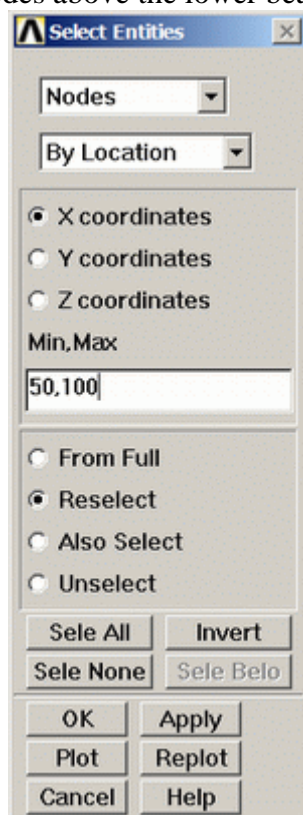 des above the lower be
Select Entities
Nodes
By Location
X coordinates
Y coordinates
Z coordinates
Min,Max
50,100
From Full
Reselect
Also Select
Unselect
Sele All Invert
Sele None Sele Belo
OK Apply
Plot Replot
Cancel Help